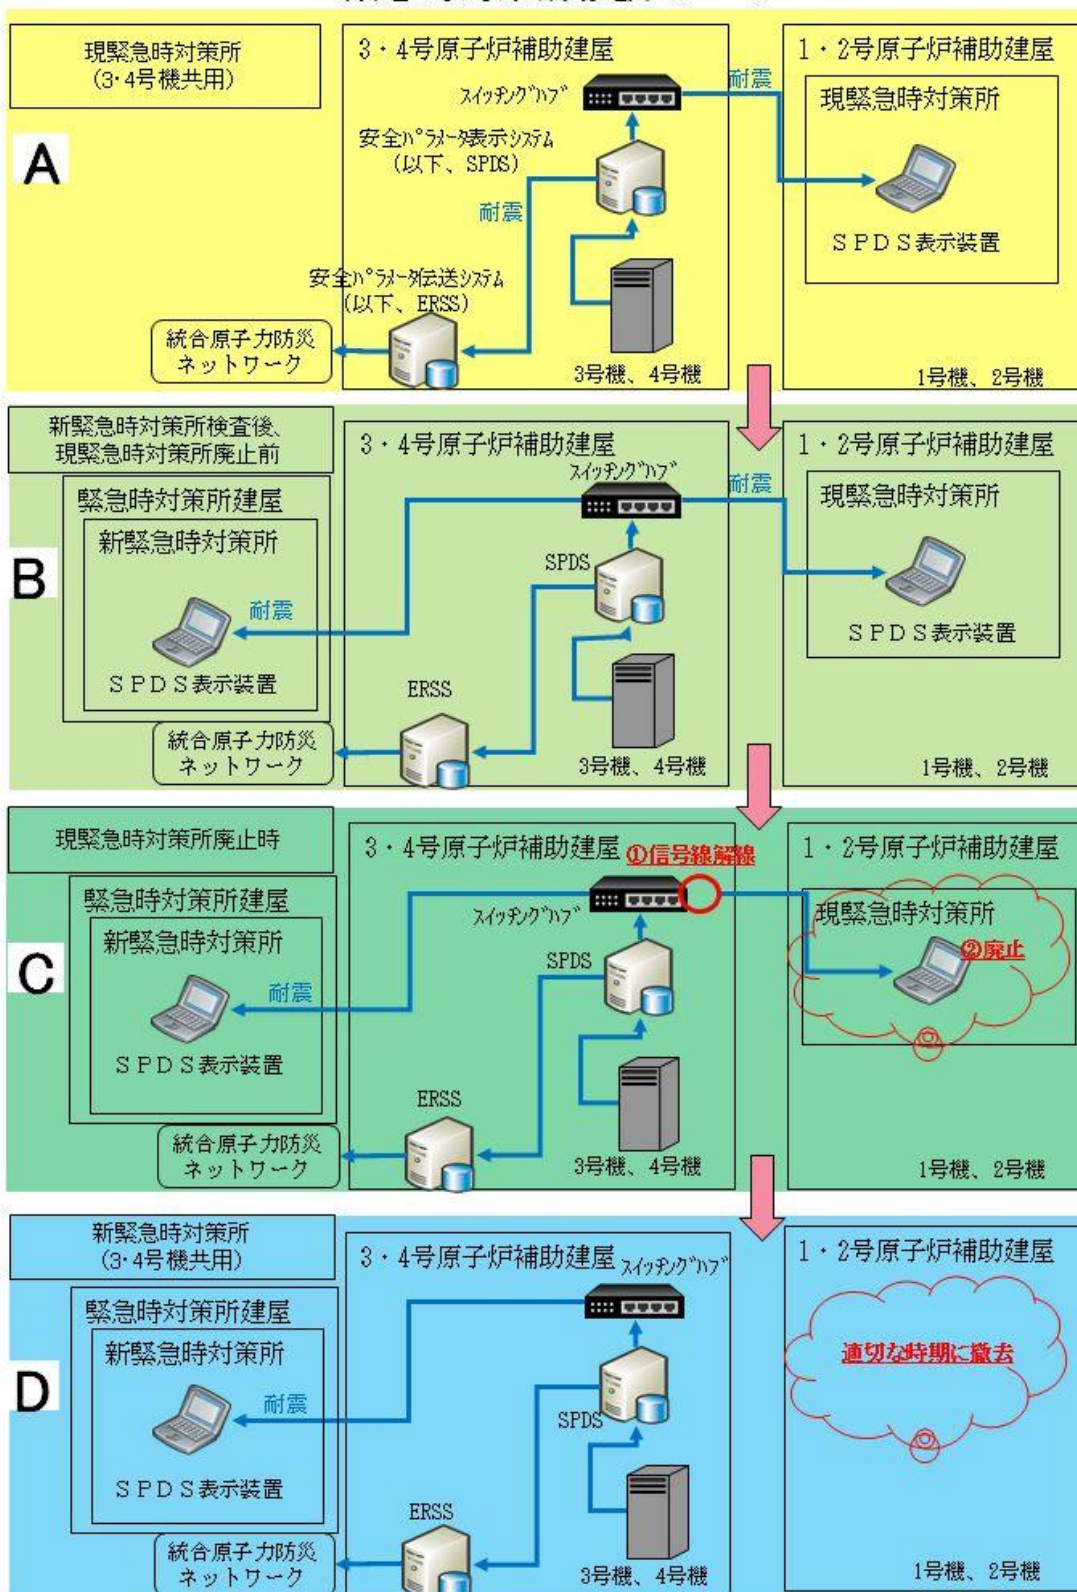 現緊急時対策所
(3・4号機共用)
3・4号原子炉補助建屋
1・2号原子炉補助建屋
スイッチングハブ
耐震
現緊急時対策所
A
安全パラメータ表示システム
(以下、SPDS)
耐震
SPDS表示装置
安全パラメータ伝送システム
(以下、ERSS)
統合原子力防災
ネットワーク
3号機、4号機
1号機、2号機
新緊急時対策所検査後、
現緊急時対策所廃止前
3・4号原子炉補助建屋
1・2号原子炉補助建屋
スイッチングハブ
耐震
緊急時対策所建屋
現緊急時対策所
新緊急時対策所
B
SPDS
耐震
SPDS表示装置
SPDS表示装置
ERSS
統合原子力防災
ネットワーク
3号機、4号機
1号機、2号機
現緊急時対策所廃止時
3・4号原子炉補助建屋
①信号線解線
1・2号原子炉補助建屋
緊急時対策所建屋
スイッチングハブ
現緊急時対策所
新緊急時対策所
②廃止
C
SPDS
耐震
SPDS表示装置
ERSS
統合原子力防災
ネットワーク
3号機、4号機
1号機、2号機
新緊急時対策所
(3・4号機共用)
3・4号原子炉補助建屋
スイッチングハブ
1・2号原子炉補助建屋
緊急時対策所建屋
新緊急時対策所
適切な時期に撤去
D
耐震
SPDS
SPDS表示装置
ERSS
統合原子力防災
ネットワーク
3号機、4号機
1号機、2号機